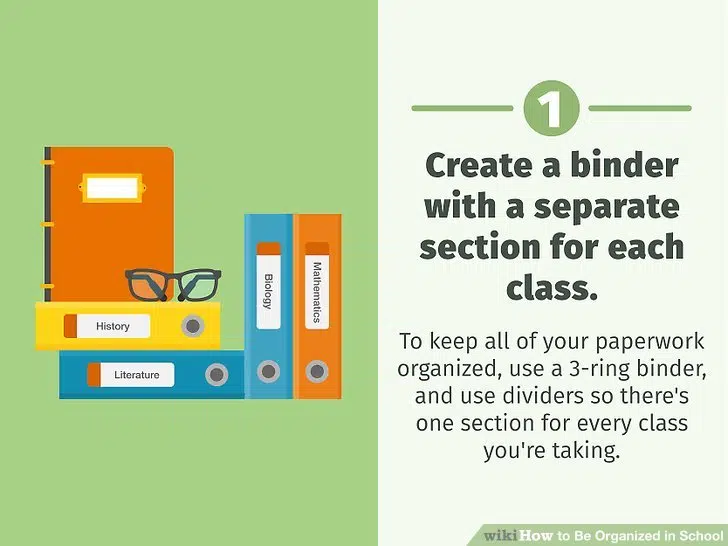 1
Create a binder
with a separate
section for each
class.
To keep all of your paperwork
organized, use a 3-ring binder,
and use dividers so there's
one section for every class
you're taking.
History
Literature
Biology
Mathematics
wikiHow to Be Organized in School